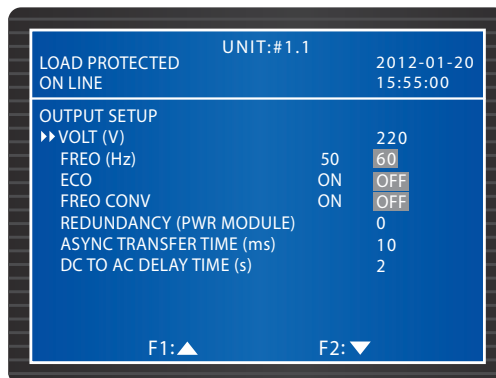 UNIT:#1.1
LOAD PROTECTED 2012-01-20
ON LINE 15:55:00
OUTPUT SETUP
VOLT (V) 220
FREO (Hz) 50 60
ECO ON OFF
FREO CONV ON OFF
REDUNDANCY (PWR MODULE) 0
ASYNC TRANSFER TIME (ms) 10
DC TO AC DELAY TIME (s) 2
F1:▲ F2:▼